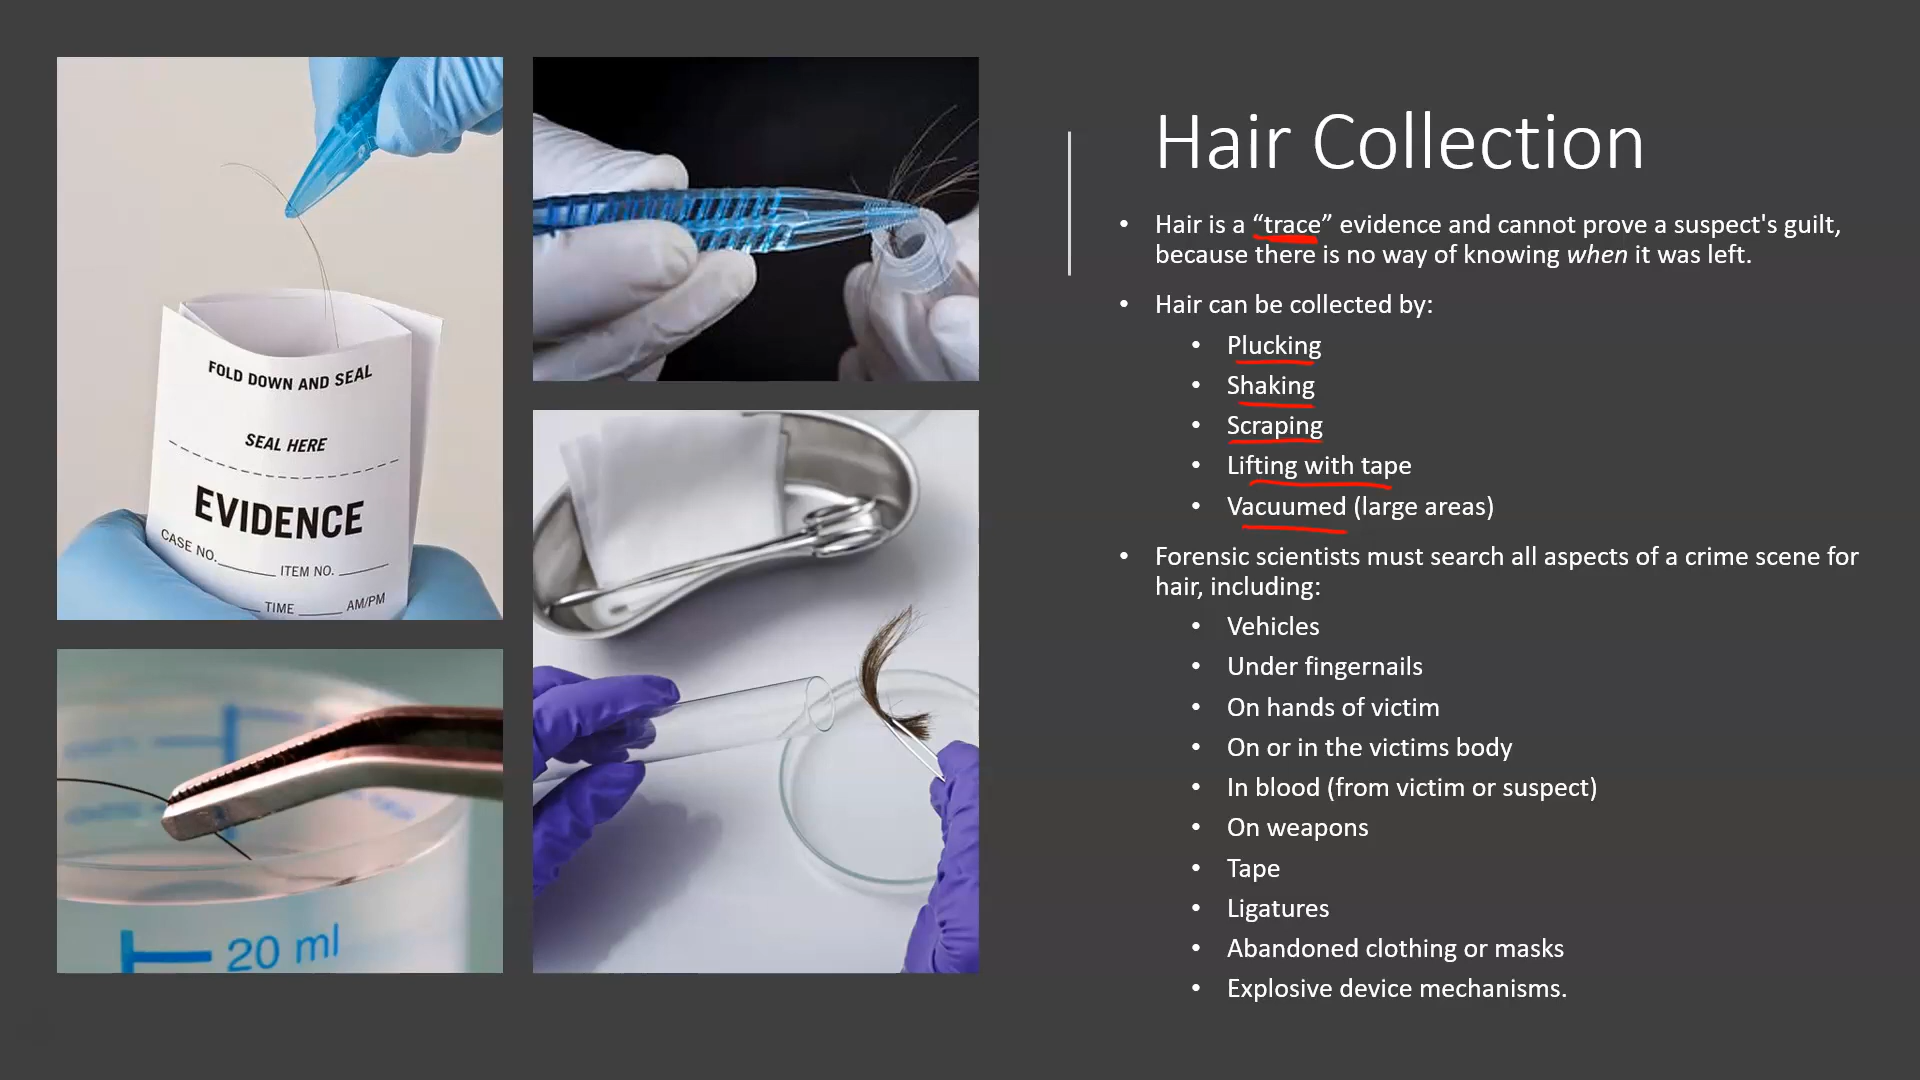 Hair Collection
• Hair is a “trace” evidence and cannot prove a suspect's guilt,
because there is no way of knowing when it was left.
• Hair can be collected by:
• Plucking
• Shaking
• Scraping
• Lifting with tape
• Vacuumed (large areas)
• Forensic scientists must search all aspects of a crime scene for
hair, including:
• Vehicles
• Under fingernails
• On hands of victim
• On or in the victims body
• In blood (from victim or suspect)
• On weapons
• Tape
• Ligatures
• Abandoned clothing or masks
• Explosive device mechanisms.
FOLD DOWN AND SEAL
SEAL HERE
EVIDENCE
CASE NO. ITEM NO.
TIME AM/PM
20 ml